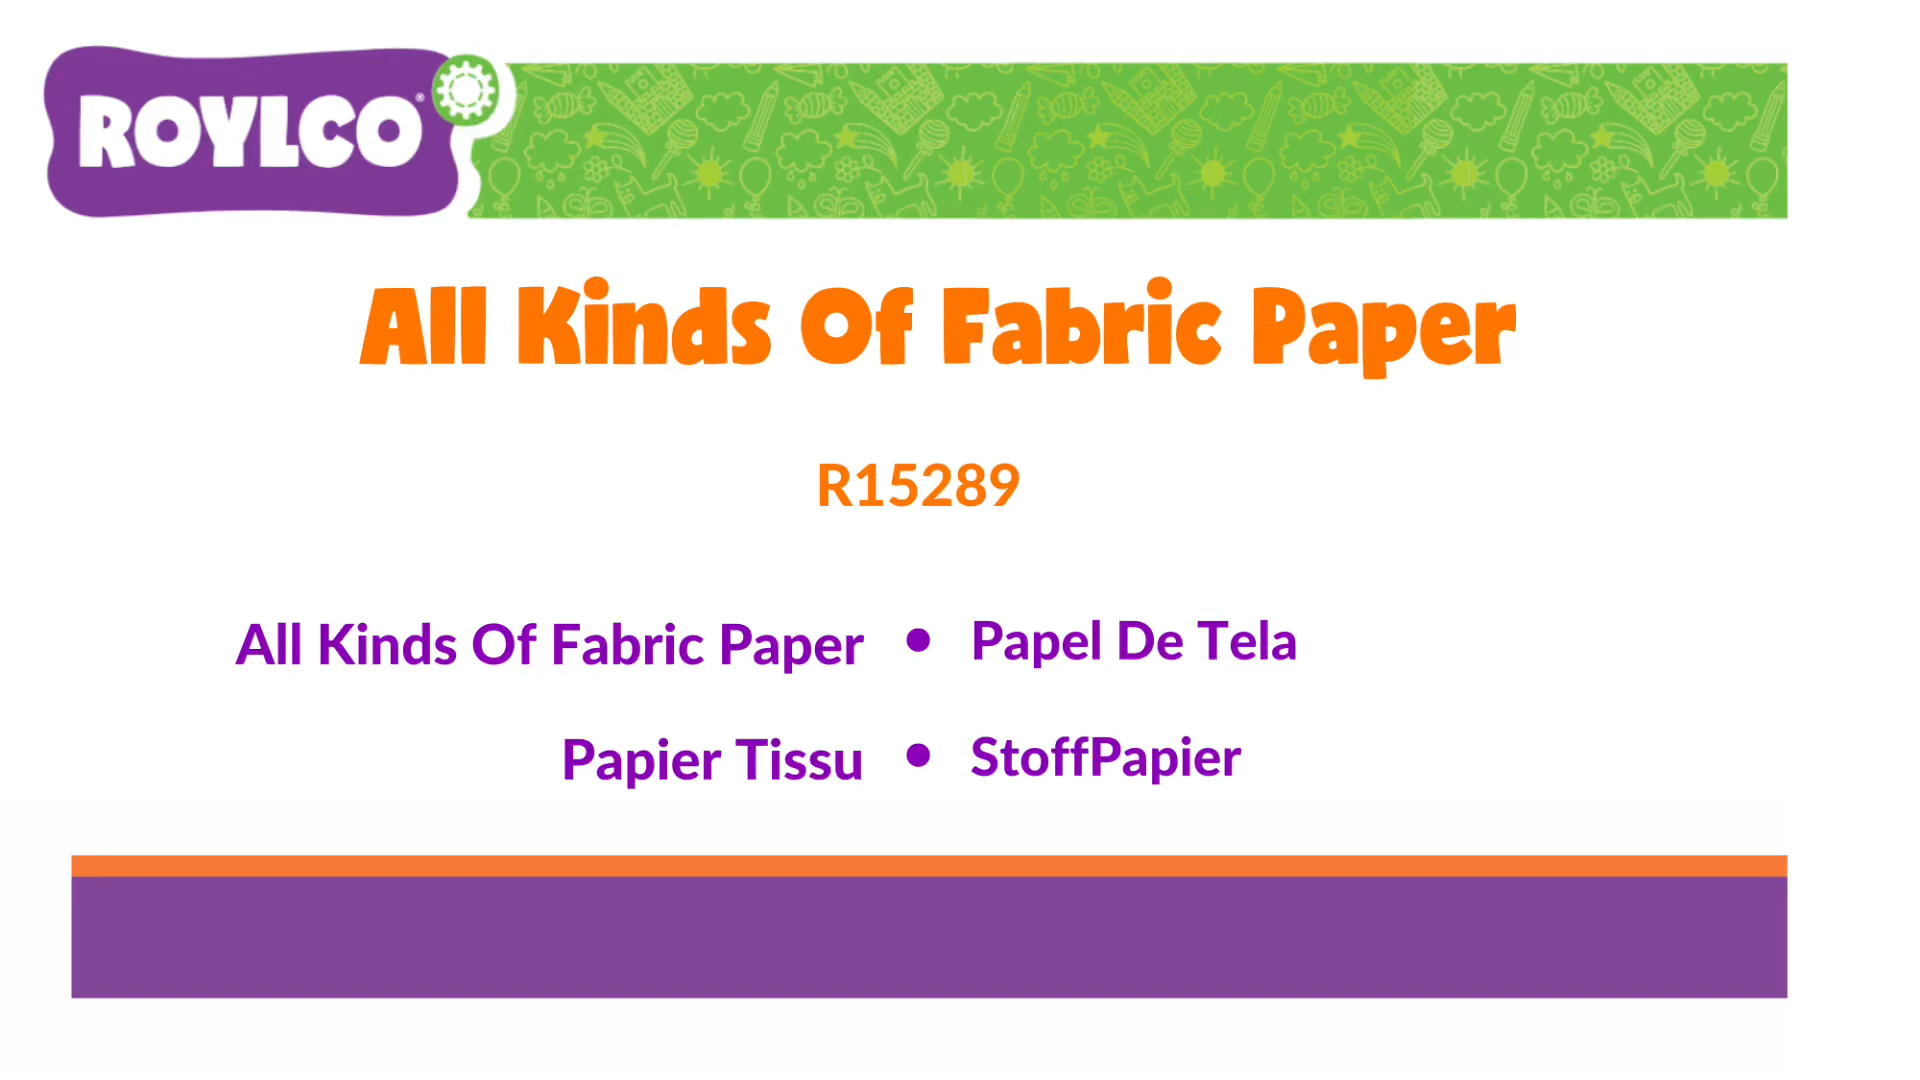 ROYLCO®
All Kinds Of Fabric Paper
R15289
All Kinds Of Fabric Paper • Papel De Tela
Papier Tissu • StoffPapier